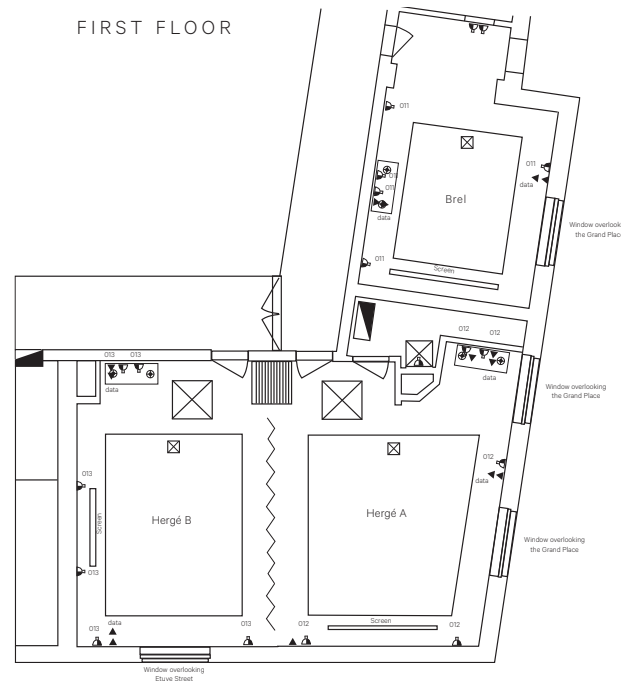 FIRST FLOOR
011
011
data
011
011
data
Brel
011
Screen
Window overlook
the Grand Place
012
012
data
013
013
data
Window overlooking
the Grand Place
013
Screen
013
Hergé B
Hergé A
012
data
Window overlooking
the Grand Place
013
data
013
012
Screen
012
Window overlooking
Etuve Street